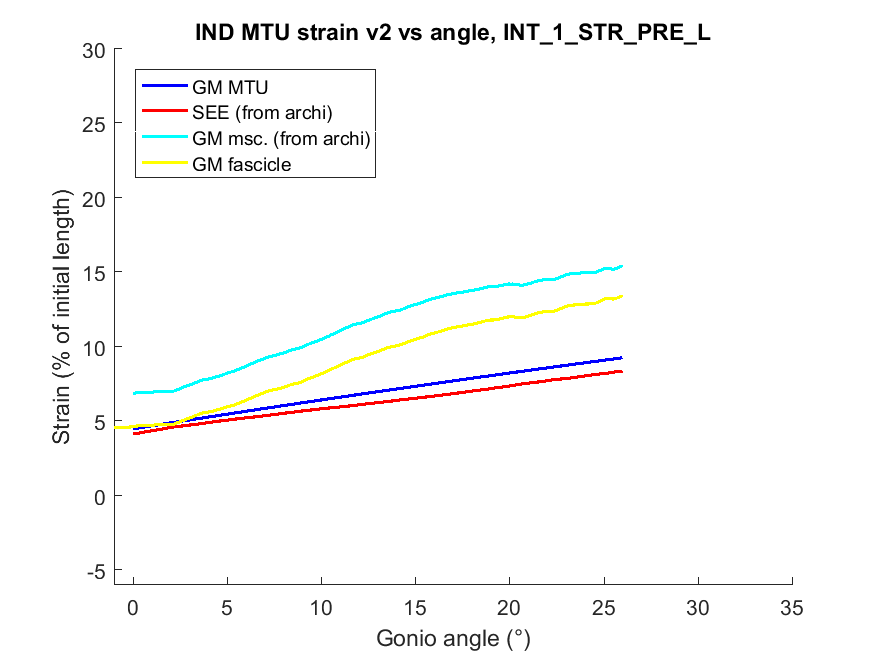 IND MTU strain v2 vs angle, INT_1_STR_PRE_L
30
25
20
15
10
5
0
-5
Strain (% of initial length)
GM MTU
SEE (from archi)
GM msc. (from archi)
GM fascicle
0 5 10 15 20 25 30 35
Gonio angle (°)